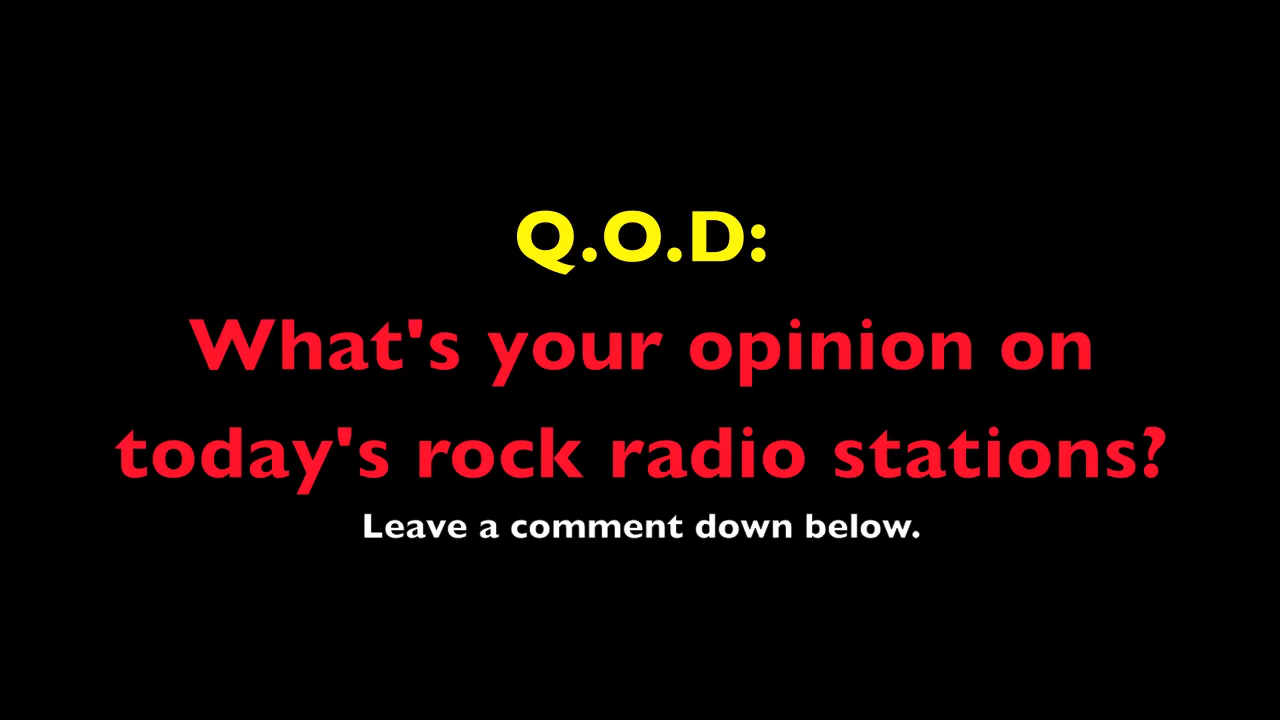 Q.O.D:
What's your opinion on
today's rock radio stations?
Leave a comment down below.